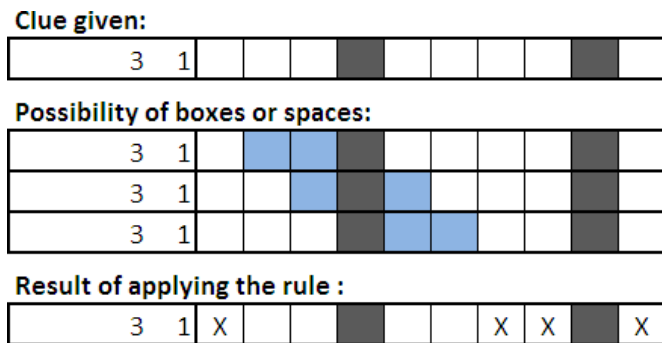 Clue given:
3 1
Possibility of boxes or spaces:
3 1
3 1
3 1
Result of applying the rule :
3 1 X X X X